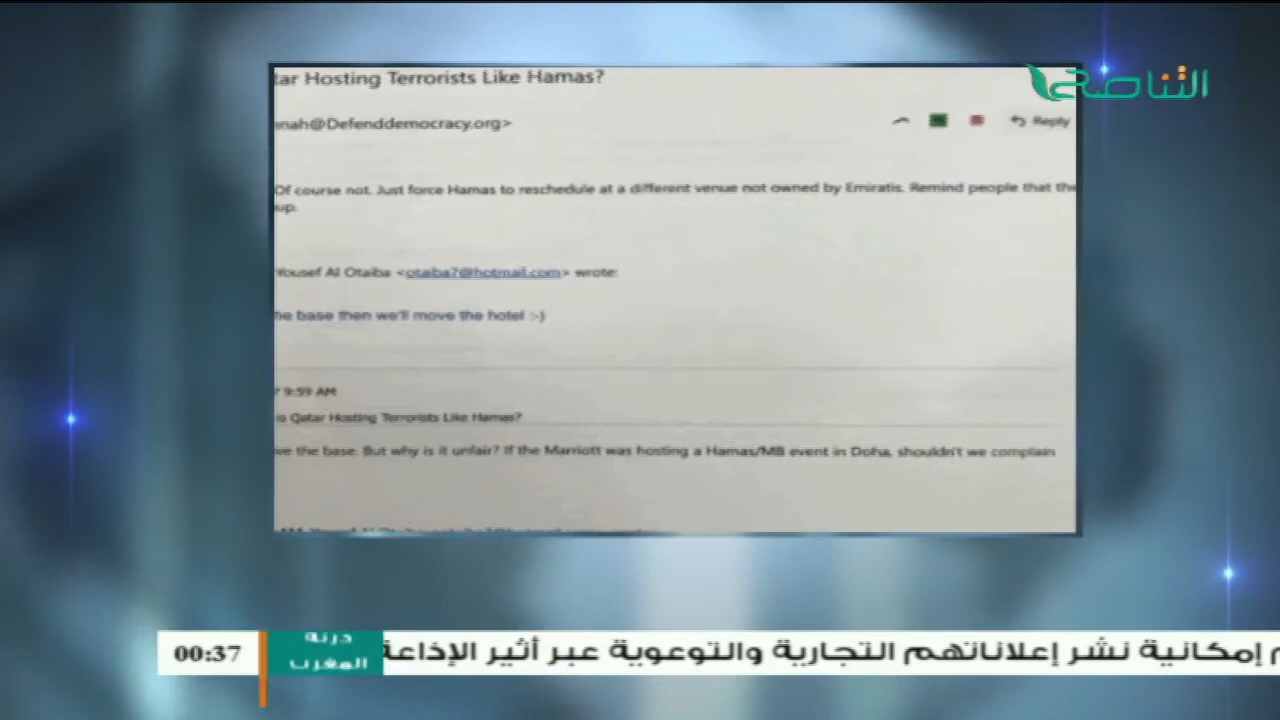 tar Hosting Terrorists Like Hamas?
التناصح
nah@Defenddemocracy.org>
Reply
Of course not. Just force Hamas to reschedule at a different venue not owned by Emiratis. Remind people that the
up.
Yousef Al Otaiba <otaiba7@hotmail.com> wrote:
he base then we'll move the hotel :-)
9:59 AM
is Qatar Hosting Terrorists Like Hamas?
ve the base. But why is it unfair? If the Marriott was hosting a Hamas/MB event in Doha, shouldn't we complain
درنة
المغرب
00:37
م إمكانية نشر إعلاناتهم التجارية والتوعوية عبر أثير الإذاعة